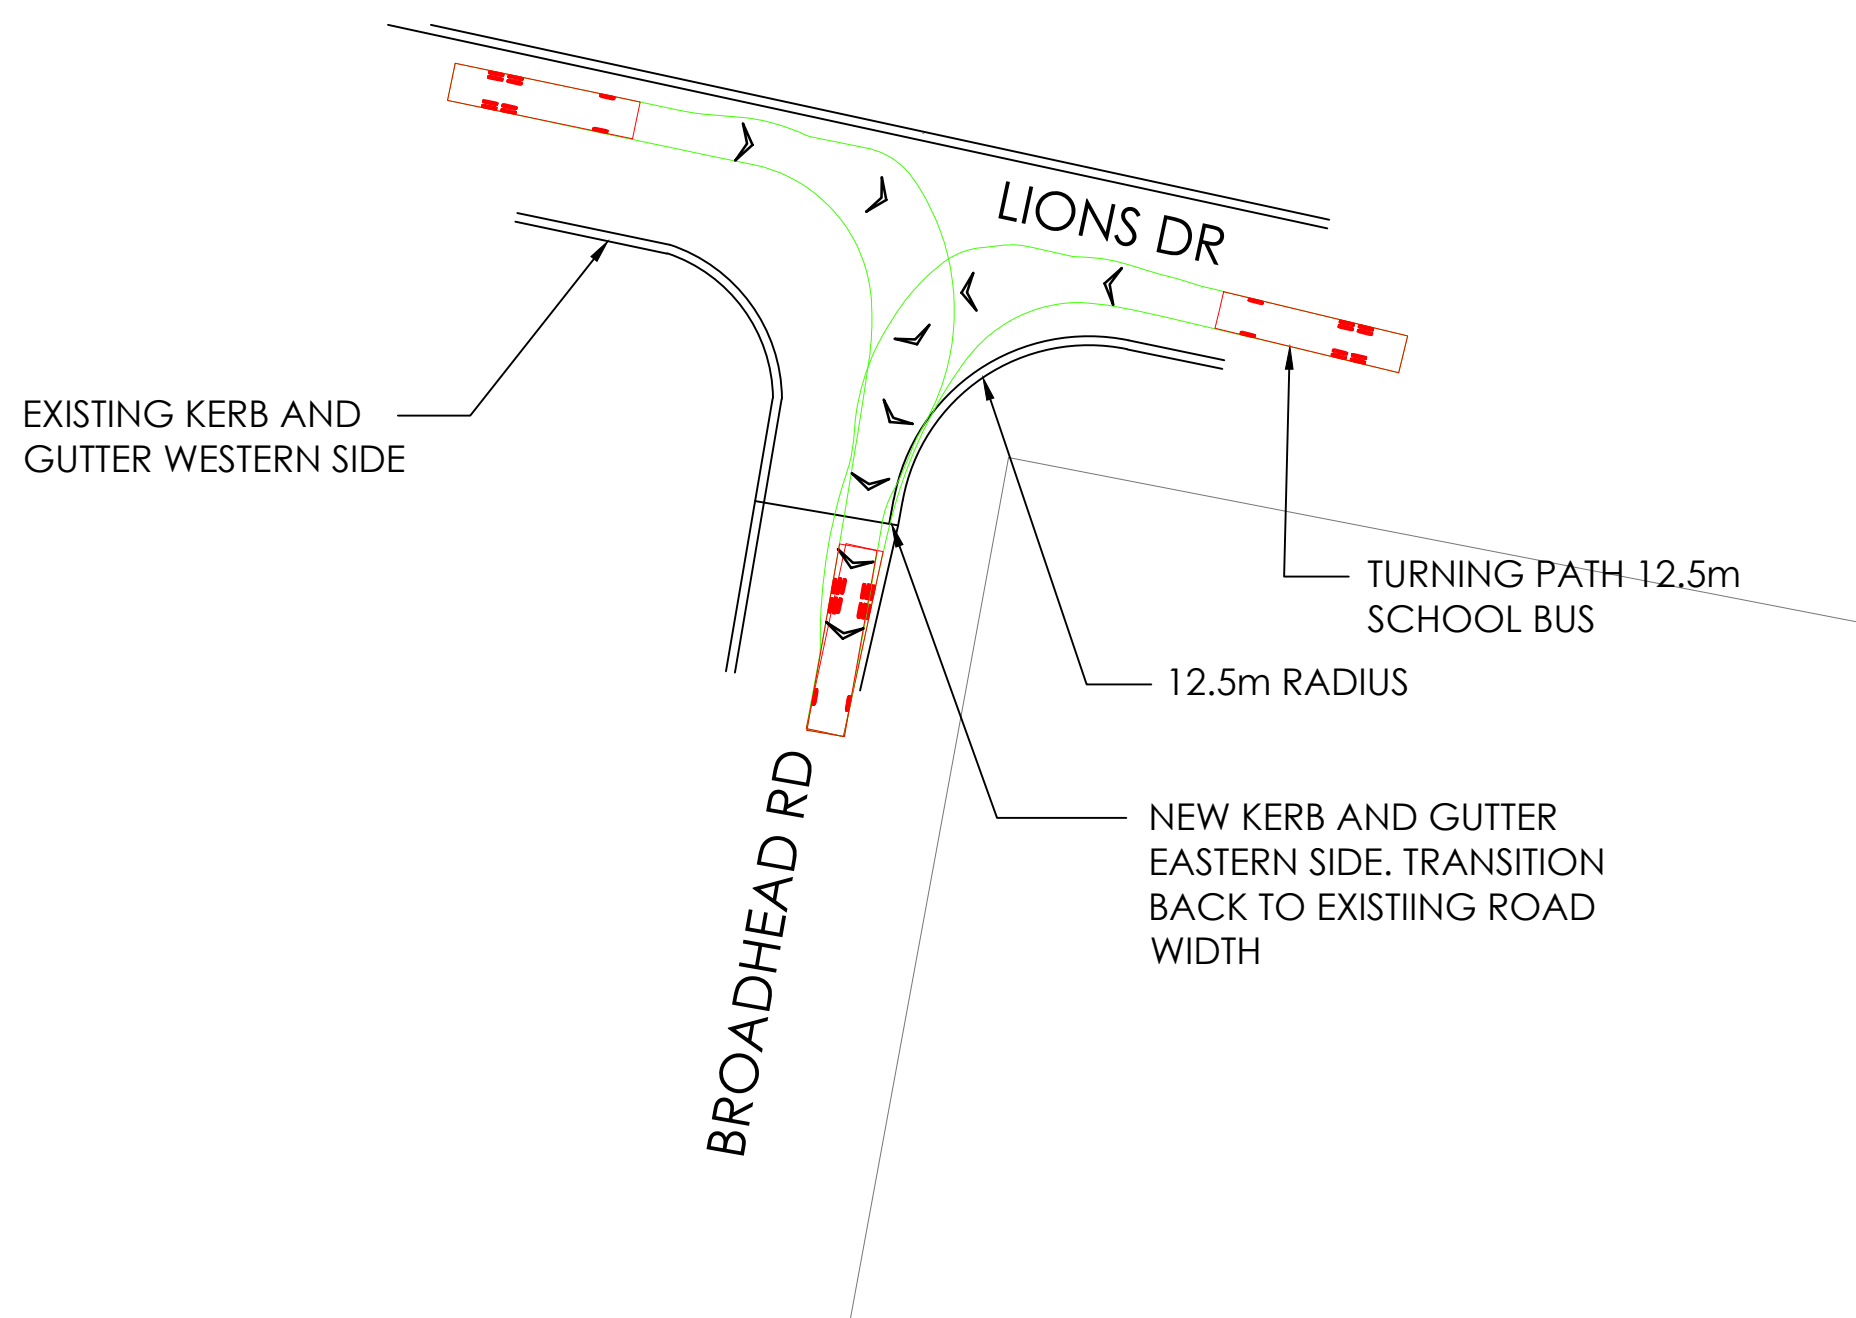 LIONS DR
EXISTING KERB AND
GUTTER WESTERN SIDE
TURNING PATH 12.5m
SCHOOL BUS
12.5m RADIUS
NEW KERB AND GUTTER
EASTERN SIDE. TRANSITION
BACK TO EXISTIING ROAD
WIDTH
BROADHEAD RD